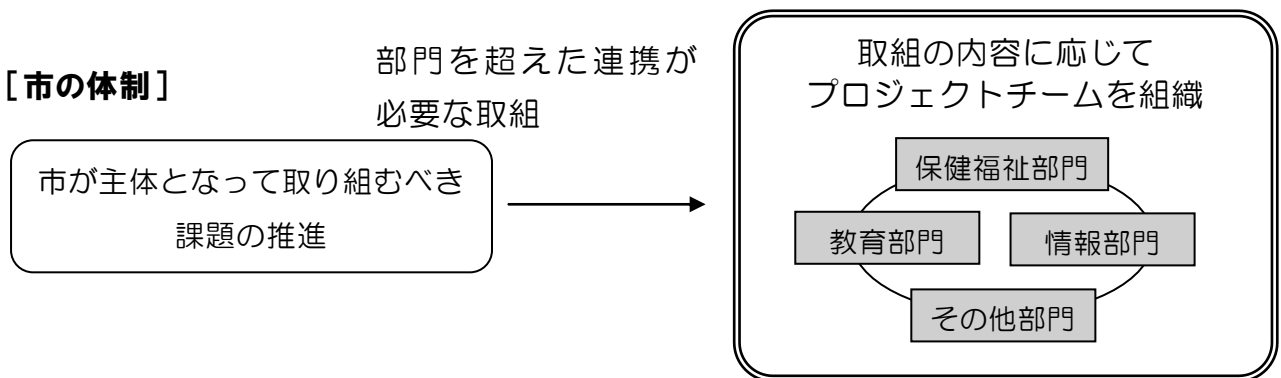 [市の体制]
市が主体となって取り組むべき
課題の推進
部門を超えた連携が
必要な取組
取組の内容に応じて
プロジェクトチームを組織
保健福祉部門
教育部門
情報部門
その他部門